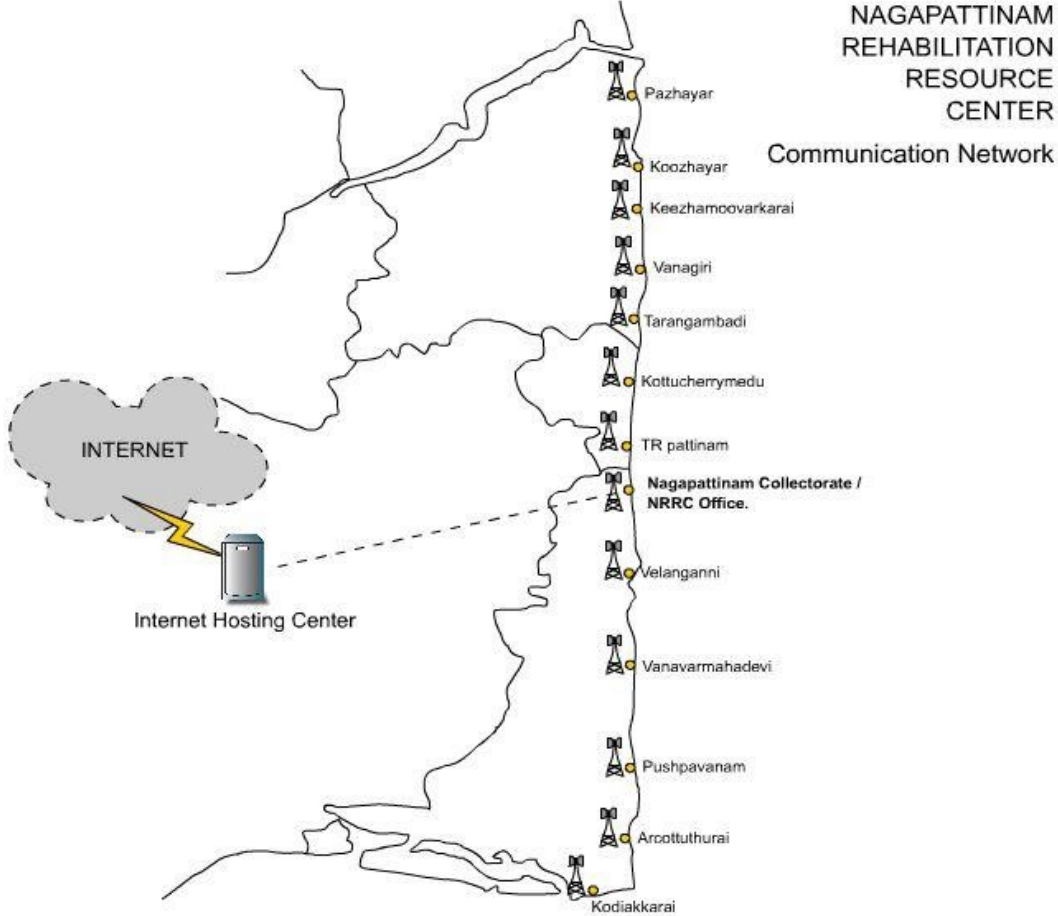 NAGAPATTINAM
REHABILITATION
RESOURCE
CENTER
Communication Network
Pazhayar
Koozhayar
Keezhamoovarkarai
Vanagiri
Tarangambadi
Kottucherrymedu
INTERNET
TR pattinam
Nagapattinam Collectorate /
NRRC Office.
Velanganni
Internet Hosting Center
Vanavarmahadevi
Pushpavanam
Arcottuthurai
Kodiakkarai